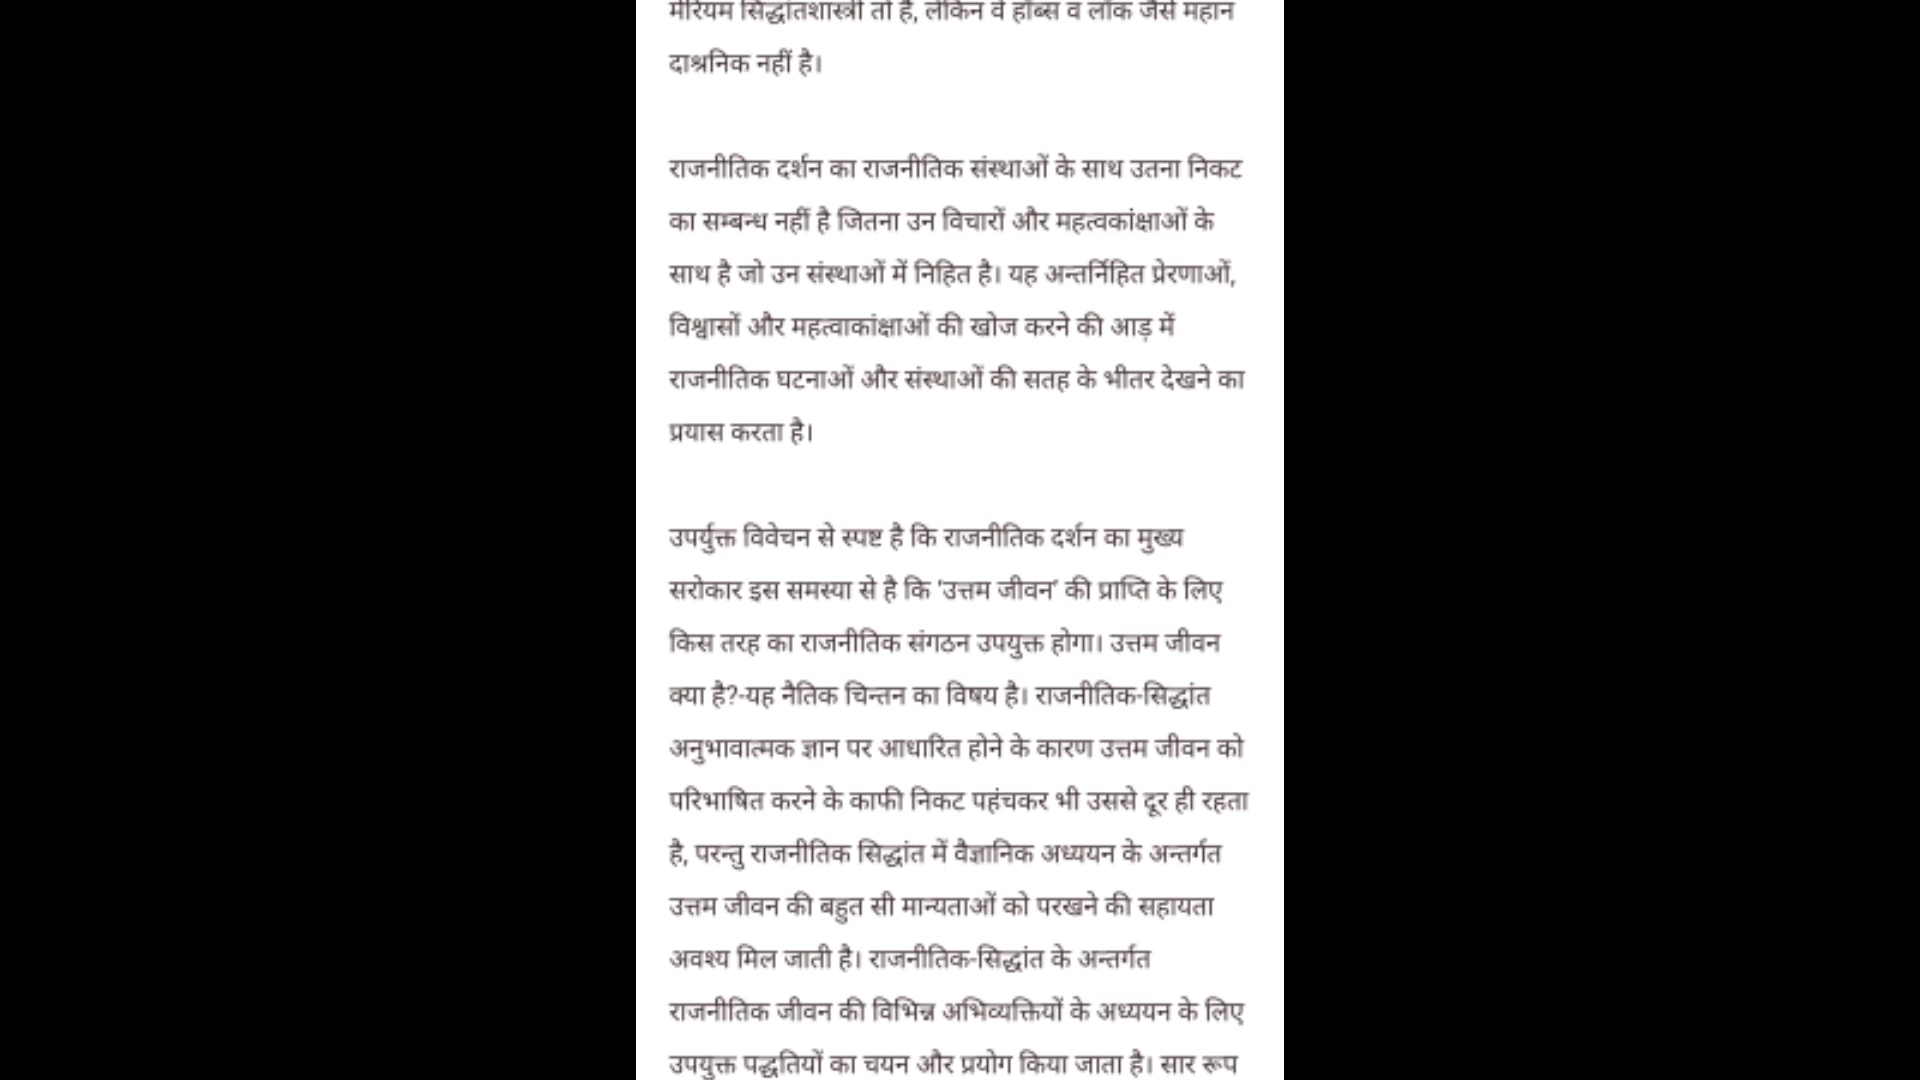 मेरियम सिद्धांतशास्त्री तो हैं, लेकिन वे हॉब्स व लॉक जैसे महान
दाश्रनिक नहीं है।
राजनीतिक दर्शन का राजनीतिक संस्थाओं के साथ उतना निकट
का सम्बन्ध नहीं है जितना उन विचारों और महत्वकांक्षाओं के
साथ है जो उन संस्थाओं में निहित है। यह अन्तर्निहित प्रेरणाओं,
विश्वासों और महत्वाकांक्षाओं की खोज करने की आड़ में
राजनीतिक घटनाओं और संस्थाओं की सतह के भीतर देखने का
प्रयास करता है।
उपर्युक्त विवेचन से स्पष्ट है कि राजनीतिक दर्शन का मुख्य
सरोकार इस समस्या से है कि 'उत्तम जीवन' की प्राप्ति के लिए
किस तरह का राजनीतिक संगठन उपयुक्त होगा। उत्तम जीवन
क्या है?-यह नैतिक चिन्तन का विषय है। राजनीतिक-सिद्धांत
अनुभावात्मक ज्ञान पर आधारित होने के कारण उत्तम जीवन को
परिभाषित करने के काफी निकट पहंचकर भी उससे दूर ही रहता
है, परन्तु राजनीतिक सिद्धांत में वैज्ञानिक अध्ययन के अन्तर्गत
उत्तम जीवन की बहुत सी मान्यताओं को परखने की सहायता
अवश्य मिल जाती है। राजनीतिक-सिद्धांत के अन्तर्गत
राजनीतिक जीवन की विभिन्न अभिव्यक्तियों के अध्ययन के लिए
उपयुक्त पद्धतियों का चयन और प्रयोग किया जाता है। सार रूप